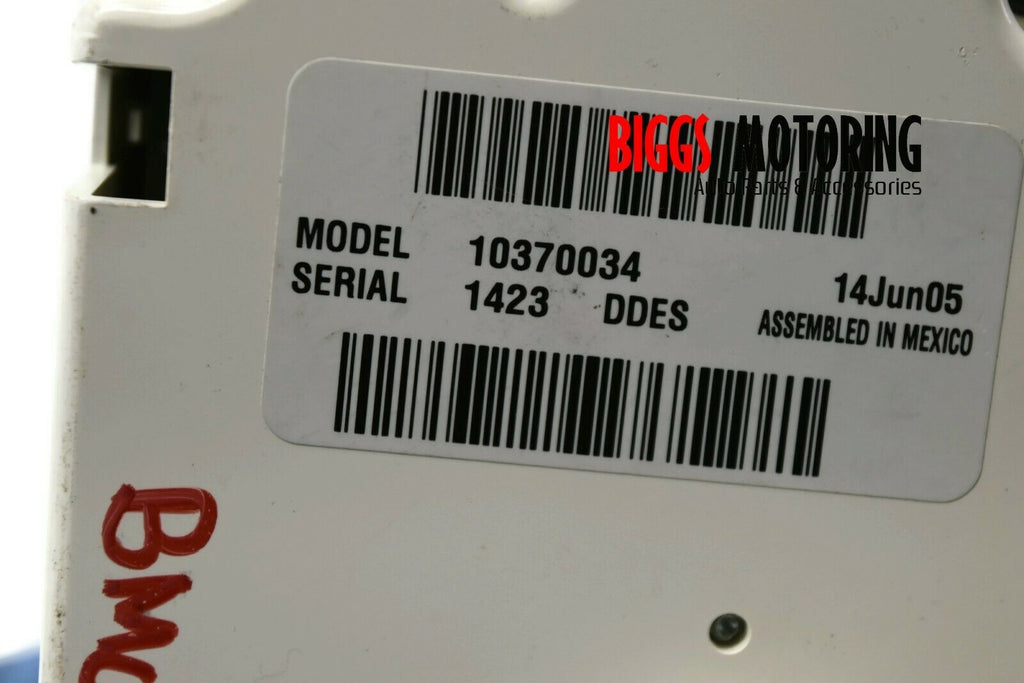 BIGGS MOTORING
Auto Parts & Accessories
MODEL 10370034
SERIAL 1423 DDES
14Jun05
ASSEMBLED IN MEXICO
BM